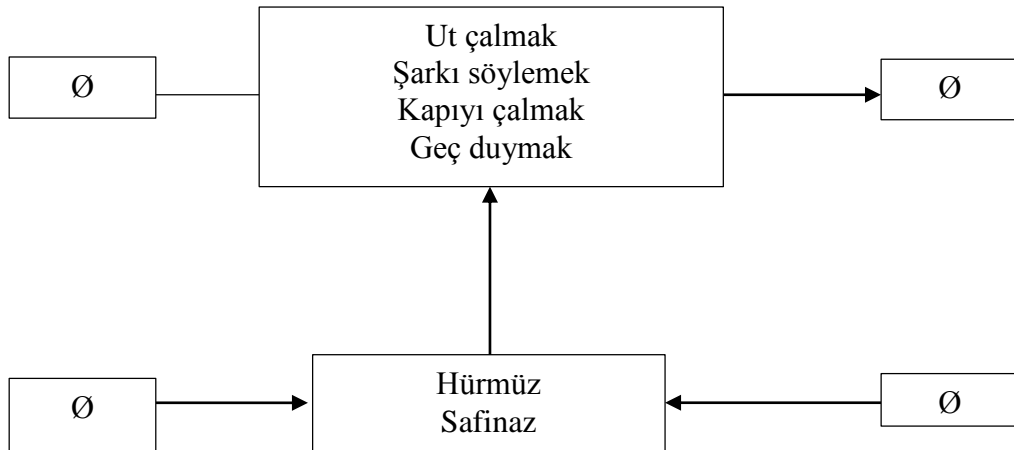 Ø
Ut çalmak
Şarkı söylemek
Kapıyı çalmak
Geç duymak
Ø
Ø
Hürmüz
Safinaz
Ø